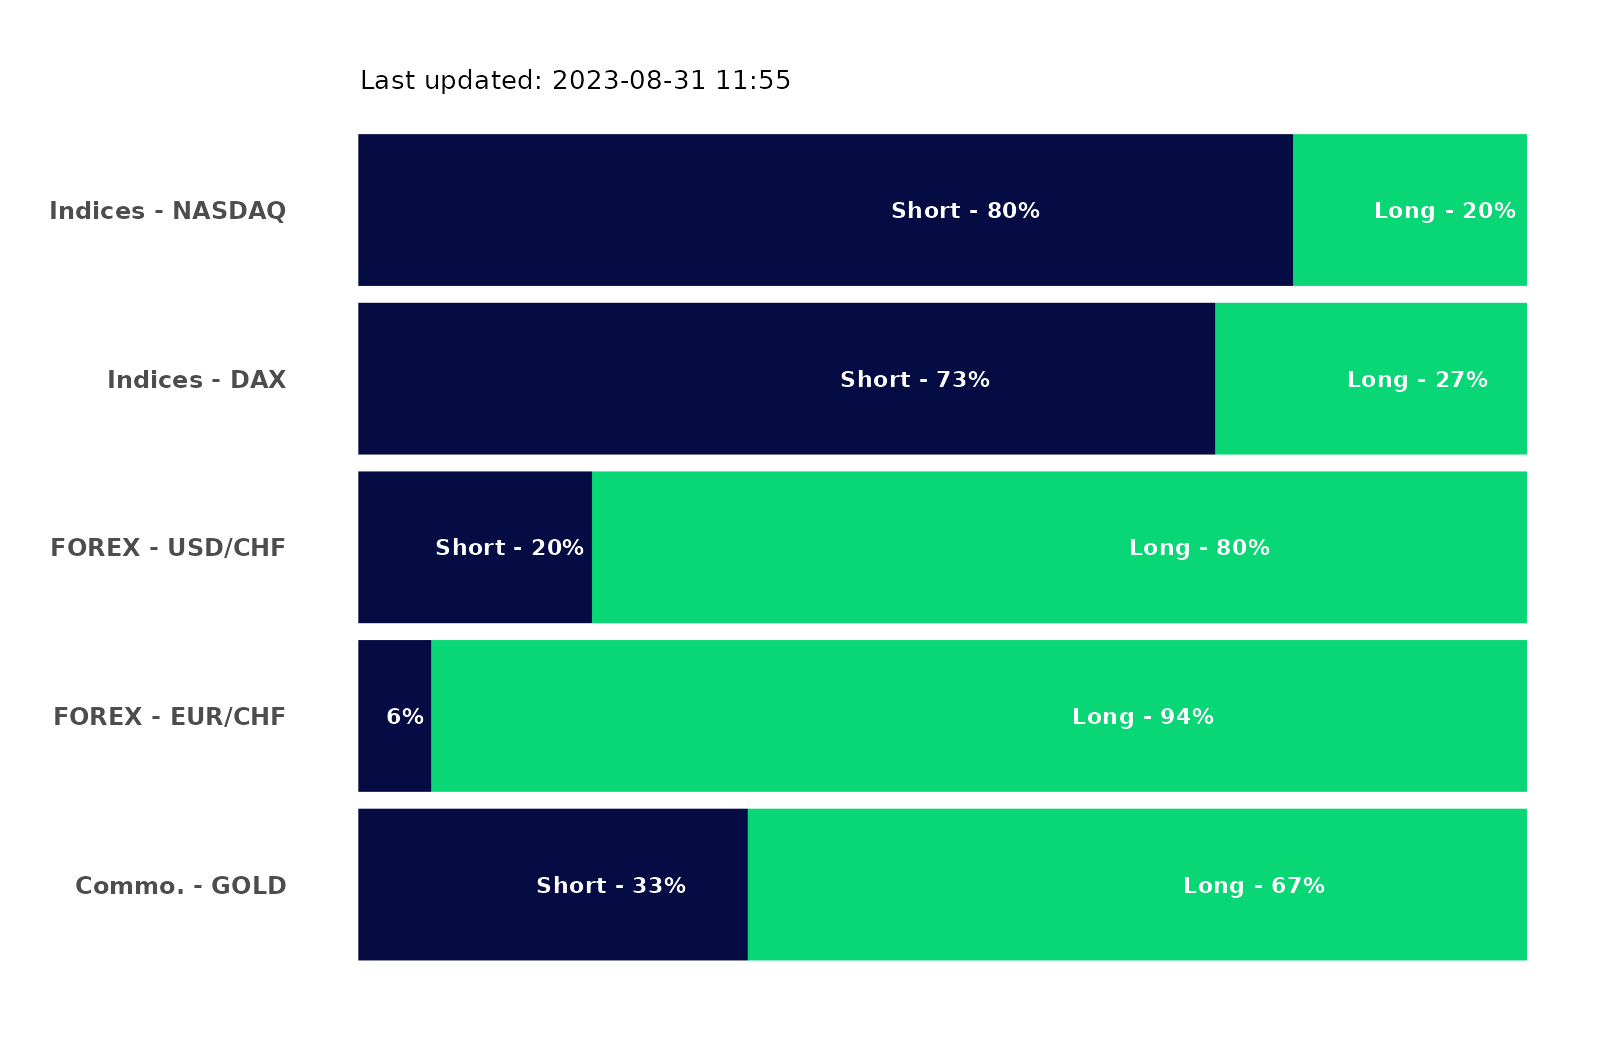 Last updated: 2023-08-31 11:55
Indices - NASDAQ Short - 80% Long - 20%
Indices - DAX Short - 73% Long - 27%
FOREX - USD/CHF Short - 20% Long - 80%
FOREX - EUR/CHF 6% Long - 94%
Commo. - GOLD Short - 33% Long - 67%